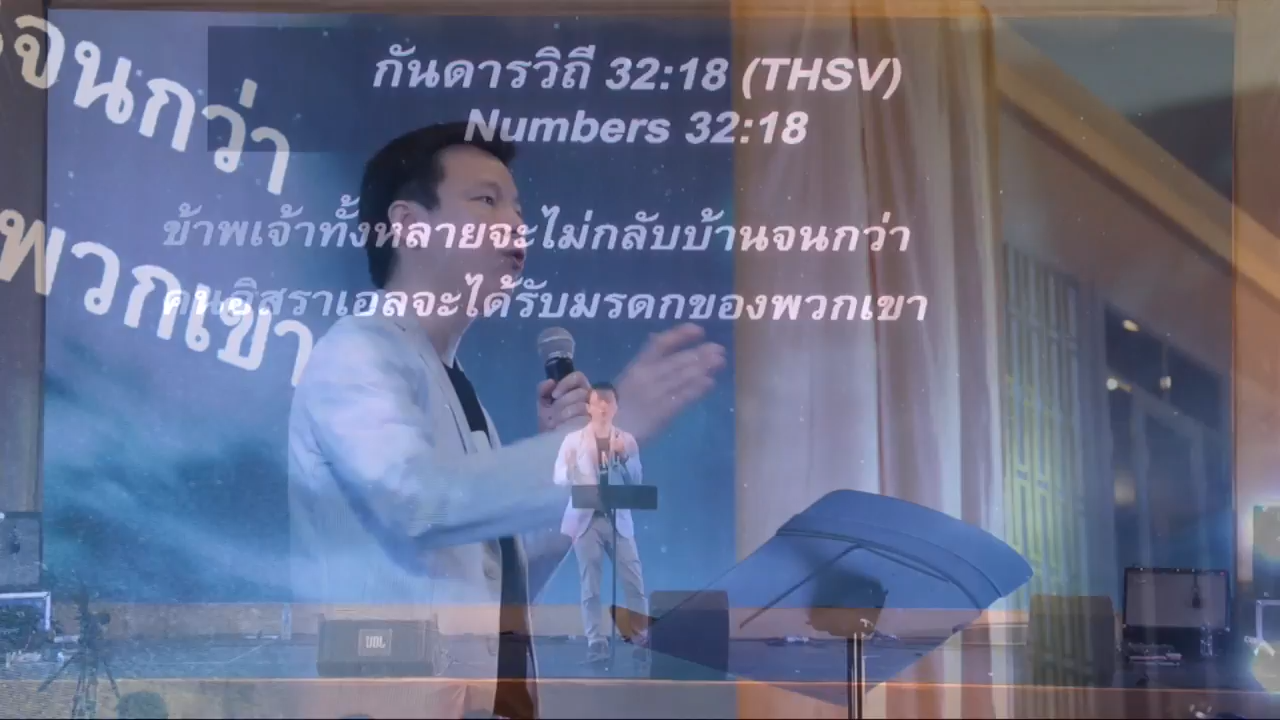 กันดารวิถี 32:18 (THSV)
Numbers 32:18
จนกว่า
พวกเขา
ข้าพเจ้าทั้งหลายจะไม่กลับบ้านจนกว่า
คนอิสราเอลจะได้รับมรดกของพวกเขา
JBL